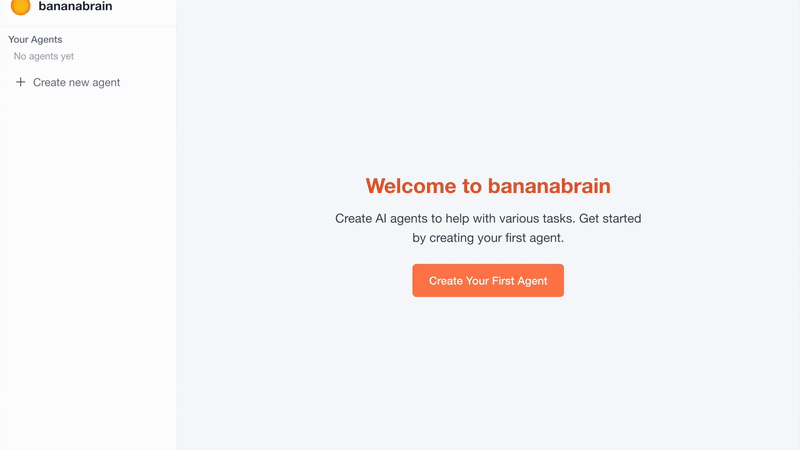 bananabrain
Your Agents
No agents yet
Create new agent
Welcome to bananabrain
Create AI agents to help with various tasks. Get started
by creating your first agent.
Create Your First Agent